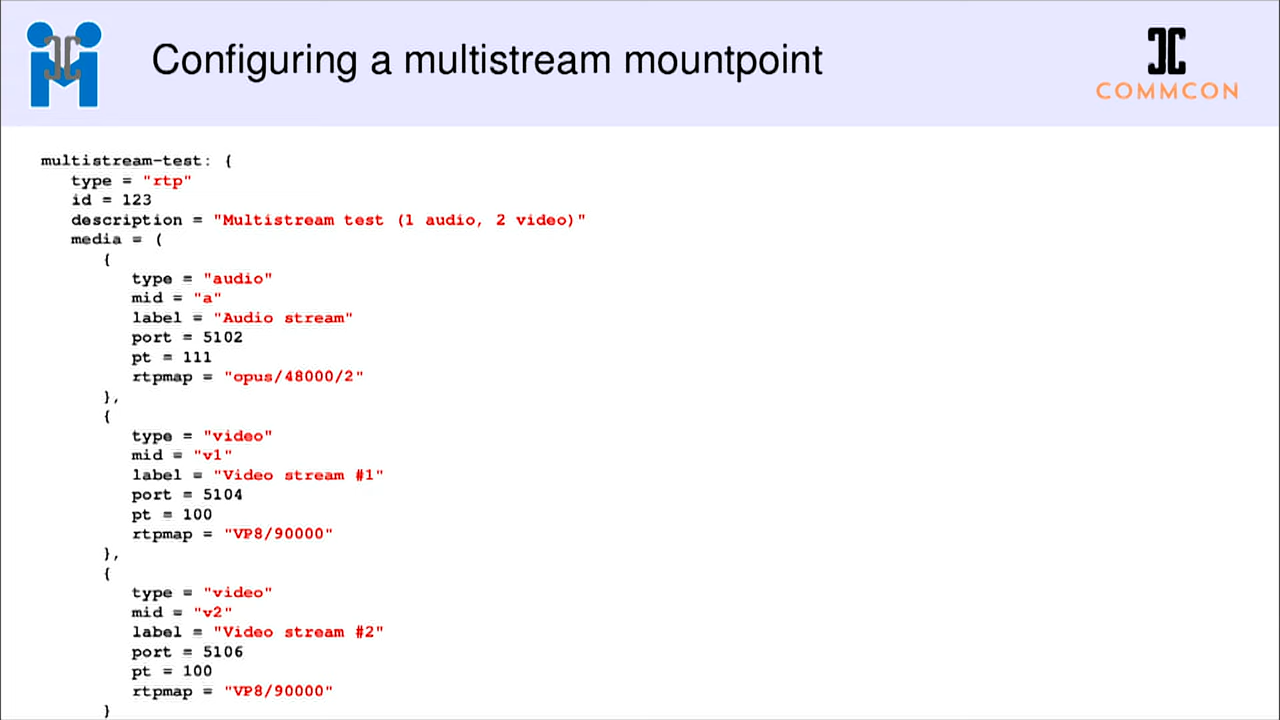 Configuring a multistream mountpoint
COMMCON
multistream-test: {
type = "rtp"
id = 123
description = "Multistream test (1 audio, 2 video)"
media = (
{
type = "audio"
mid = "a"
label = "Audio stream"
port = 5102
pt = 111
rtpmap = "opus/48000/2"
},
{
type = "video"
mid = "v1"
label = "Video stream #1"
port = 5104
pt = 100
rtpmap = "VP8/90000"
},
{
type = "video"
mid = "v2"
label = "Video stream #2"
port = 5106
pt = 100
rtpmap = "VP8/90000"
}